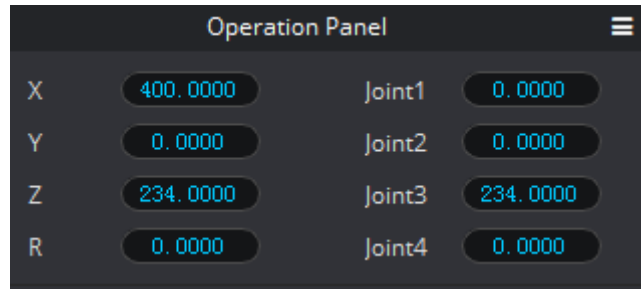 Operation Panel
X 400.0000 Joint1 0.0000
Y 0.0000 Joint2 0.0000
Z 234.0000 Joint3 234.0000
R 0.0000 Joint4 0.0000